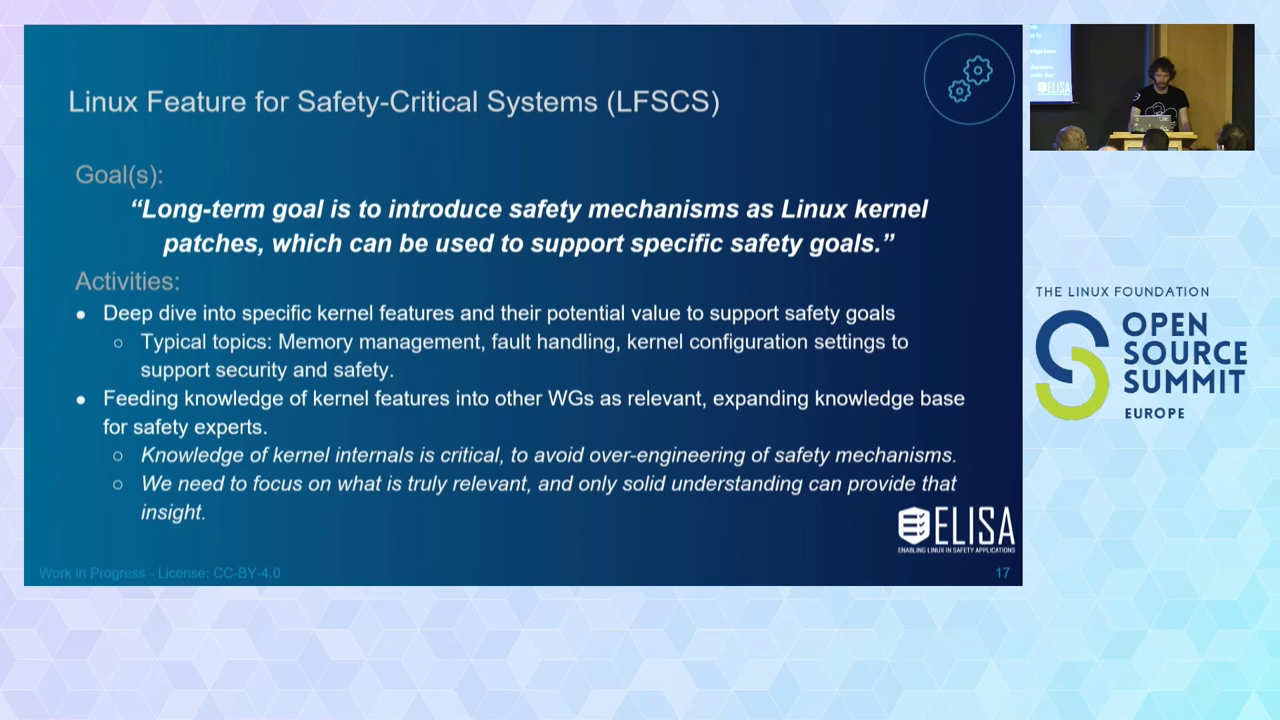 Linux Feature for Safety-Critical Systems (LFSCS)
Goal(s):
“Long-term goal is to introduce safety mechanisms as Linux kernel
patches, which can be used to support specific safety goals.”
Activities:
● Deep dive into specific kernel features and their potential value to support safety goals
○ Typical topics: Memory management, fault handling, kernel configuration settings to
support security and safety.
● Feeding knowledge of kernel features into other WGs as relevant, expanding knowledge base
for safety experts.
○ Knowledge of kernel internals is critical, to avoid over-engineering of safety mechanisms.
○ We need to focus on what is truly relevant, and only solid understanding can provide that
insight.
ELISA
ENABLING LINUX IN SAFETY APPLICATIONS
Work in Progress - License: CC-BY-4.0
17
ELISA
THE LINUX FOUNDATION
OPEN
SOURCE
SUMMIT
EUROPE